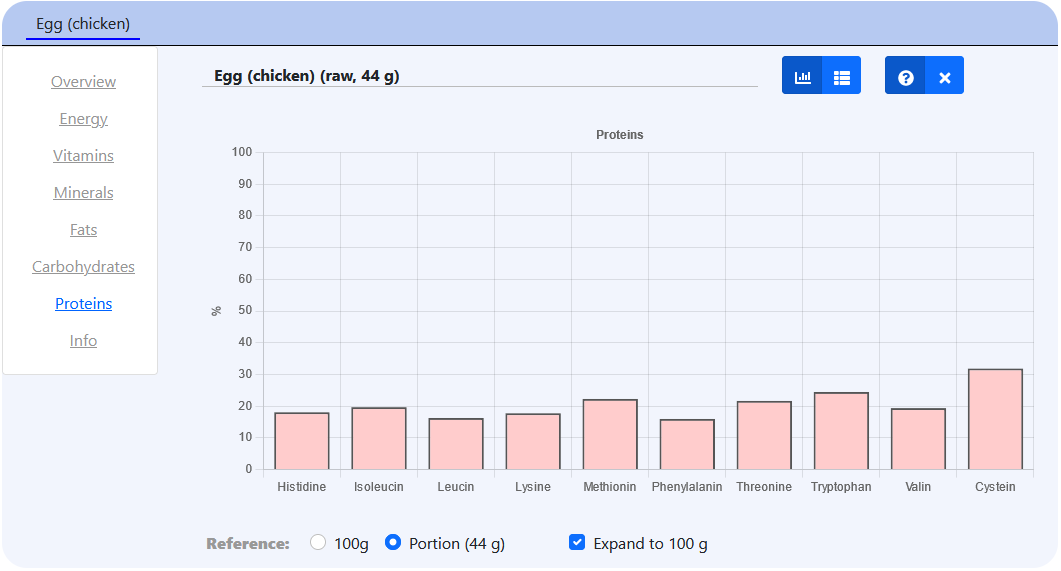 Egg (chicken)
Overview
Energy
Vitamins
Minerals
Fats
Carbohydrates
Proteins
Info
Egg (chicken) (raw, 44 g)
Proteins
100
90
80
70
60
50
40
30
20
10
0
%
Histidine Isoleucin Leucin Lysine Methionin Phenylalanin Threonine Tryptophan Valin Cystein
Reference: 100g Portion (44 g) Expand to 100 g